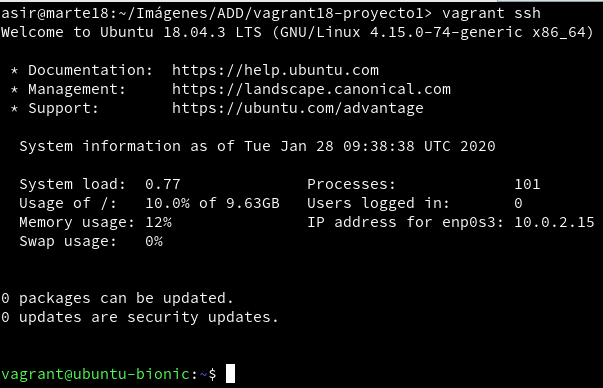 asir@marte18:~/Imágenes/ADD/vagrant18-proyecto1> vagrant ssh
Welcome to Ubuntu 18.04.3 LTS (GNU/Linux 4.15.0-74-generic x86_64)
* Documentation:  https://help.ubuntu.com
* Management:     https://landscape.canonical.com
* Support:        https://ubuntu.com/advantage
System information as of Tue Jan 28 09:38:38 UTC 2020
System load:  0.77                Processes:              101
Usage of /:   10.0% of 9.63GB   Users logged in:        0
Memory usage: 12%                 IP address for enp0s3: 10.0.2.15
Swap usage:   0%
0 packages can be updated.
0 updates are security updates.
vagrant@ubuntu-bionic:~$